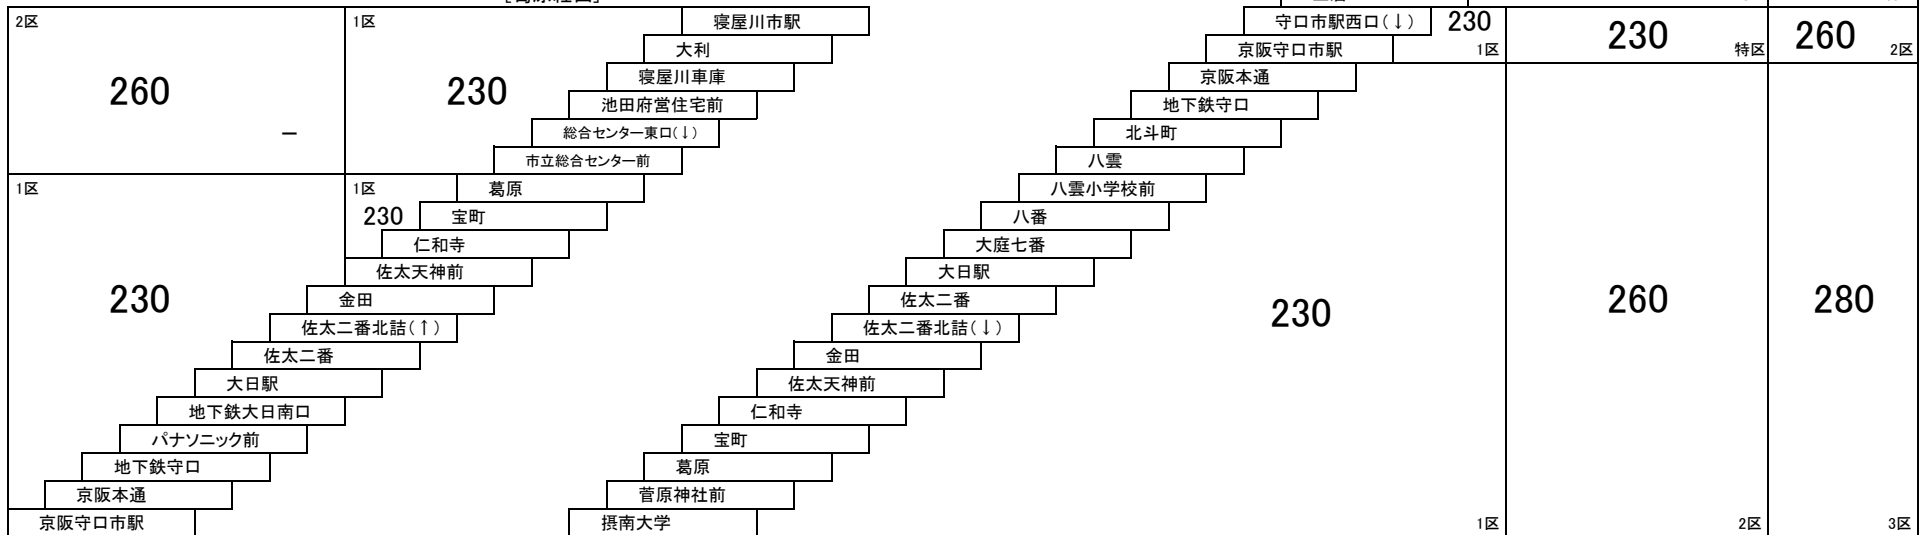 2区
1区
寝屋川市駅
大利
寝屋川車庫
260
230
池田府営住宅前
総合センター東口(↓)
－
市立総合センター前
1区
1区
葛原
230
宝町
仁和寺
佐太天神前
230
金田
佐太二番北詰(↑)
佐太二番
大日駅
地下鉄大日南口
パナソニック前
地下鉄守口
京阪本通
京阪守口市駅
守口市駅西口(↓)
230
京阪守口市駅
1区
230
特区
260
2区
京阪本通
地下鉄守口
北斗町
八雲
八雲小学校前
八番
大庭七番
大日駅
佐太二番
230
260
280
佐太二番北詰(↓)
金田
佐太天神前
仁和寺
宝町
葛原
菅原神社前
摂南大学
1区
2区
3区